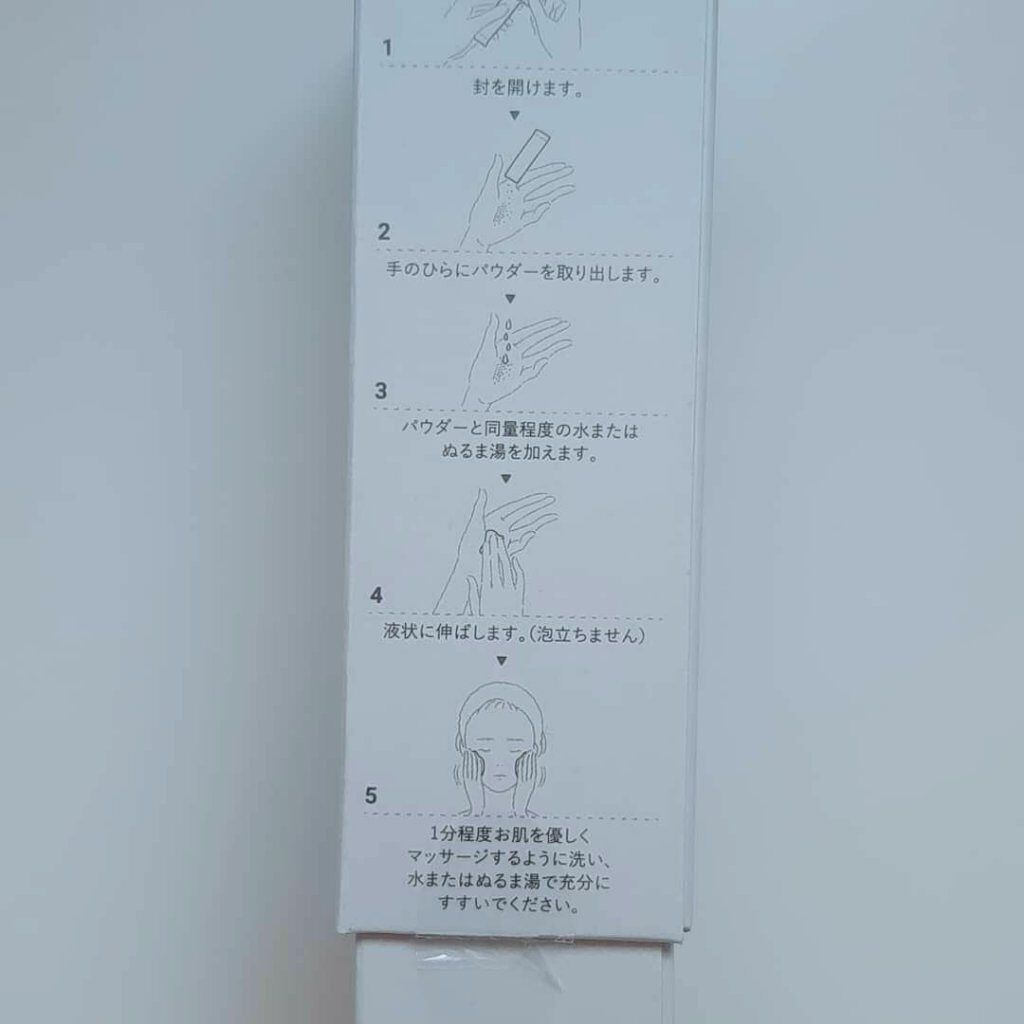 1
封を開けます。
▼
2
手のひらにパウダーを取り出します。
▼
3
パウダーと同量程度の水または
ぬるま湯を加えます。
▼
4
液状に伸ばします。(泡立ちません)
▼
5
1分程度お肌を優しく
マッサージするように洗い、
水またはぬるま湯で充分に
すすいでください。